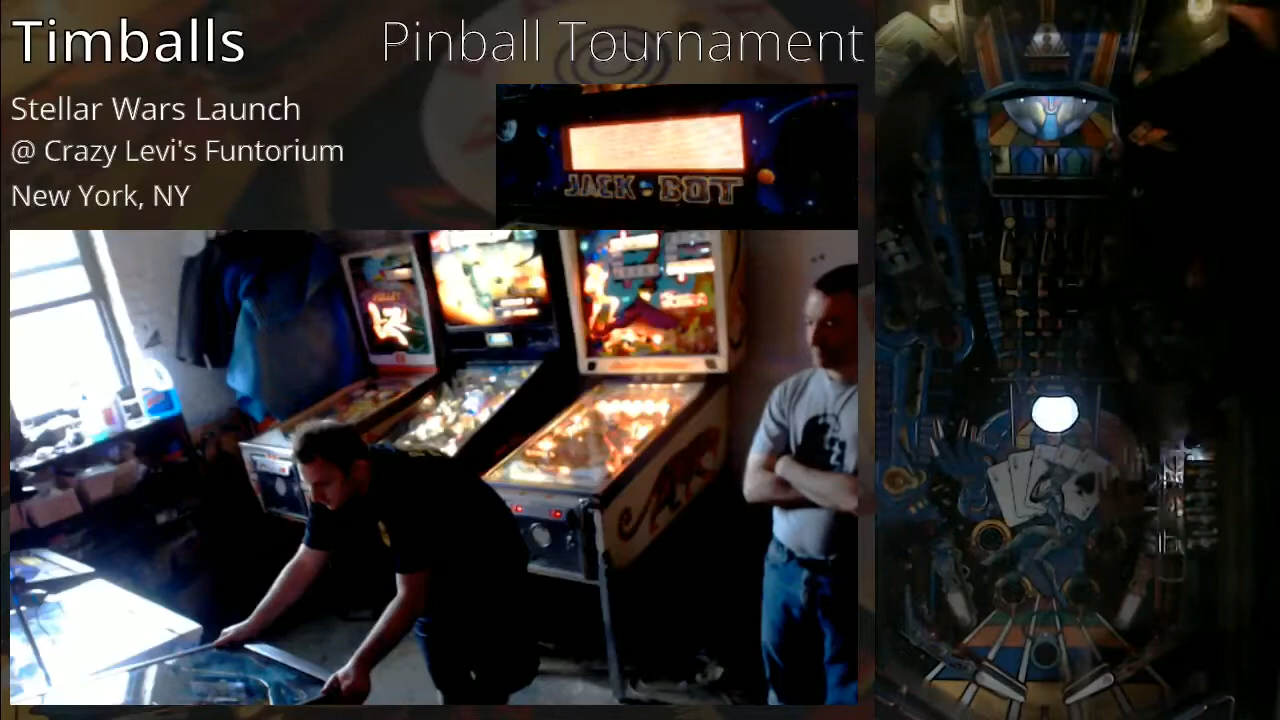 Timballs
Pinball Tournament
Stellar Wars Launch
@ Crazy Levi's Funtorium
New York, NY
JACK BOT